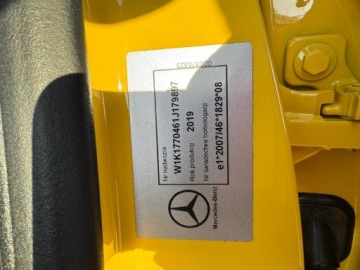 Nr nadwozia
W1K1770461J179897
Rok produkcji 2019
Nr świadectwa homologacji
e1*2007/46*1829*08
Mercedes-Benz